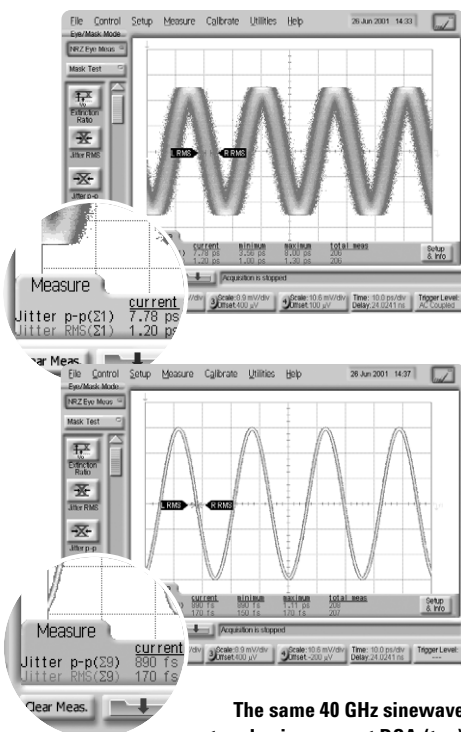 File Control Setup Measure Calibrate Utilities Help 26 Jun 2001 14:33
Eye/Mask Mode
NRZ Eye Meas
Mask Test
Extinction
Ratio
Jitter RMS
Jitter p-p
L RMS R RMS
current minimum maximum total meas
7.78 ps 3.56 ps 8.00 ps 206
1.20 ps 1.00 ps 1.30 ps 206
Setup
& Info
Acquisition is stopped
Measure
current
Jitter p-p(Σ1) 7.78 ps
Jitter RMS(Σ1) 1.20 ps
ear Meas.
Scale:0.9 mV/div Scale:10.6 mV/div Time: 10.0 ps/div Trigger Level:
Offset:400 µV Offset:100 µV Delay:24.0241 ns AC Coupled
File Control Setup Measure Calibrate Utilities Help 26 Jun 2001 14:37
Eye/Mask Mode
NRZ Eye Meas
Mask Test
Extinction
Ratio
Jitter RMS
Jitter p-p
L RMS R RMS
current minimum maximum total meas
890 fs 890 fs 1.11 ps 208
170 fs 150 fs 170 fs 207
Setup
& Info
Acquisition is stopped
Measure
current
Jitter p-p(Σ9) 890 fs
Jitter RMS(Σ9) 170 fs
Clear Meas.
Scale:0.9 mV/div Scale:10.6 mV/div Time: 10.0 ps/div Trigger Level:
Offset:400 µV Offset:-200 µV Delay:24.0241 ns
The same 40 GHz sinewave